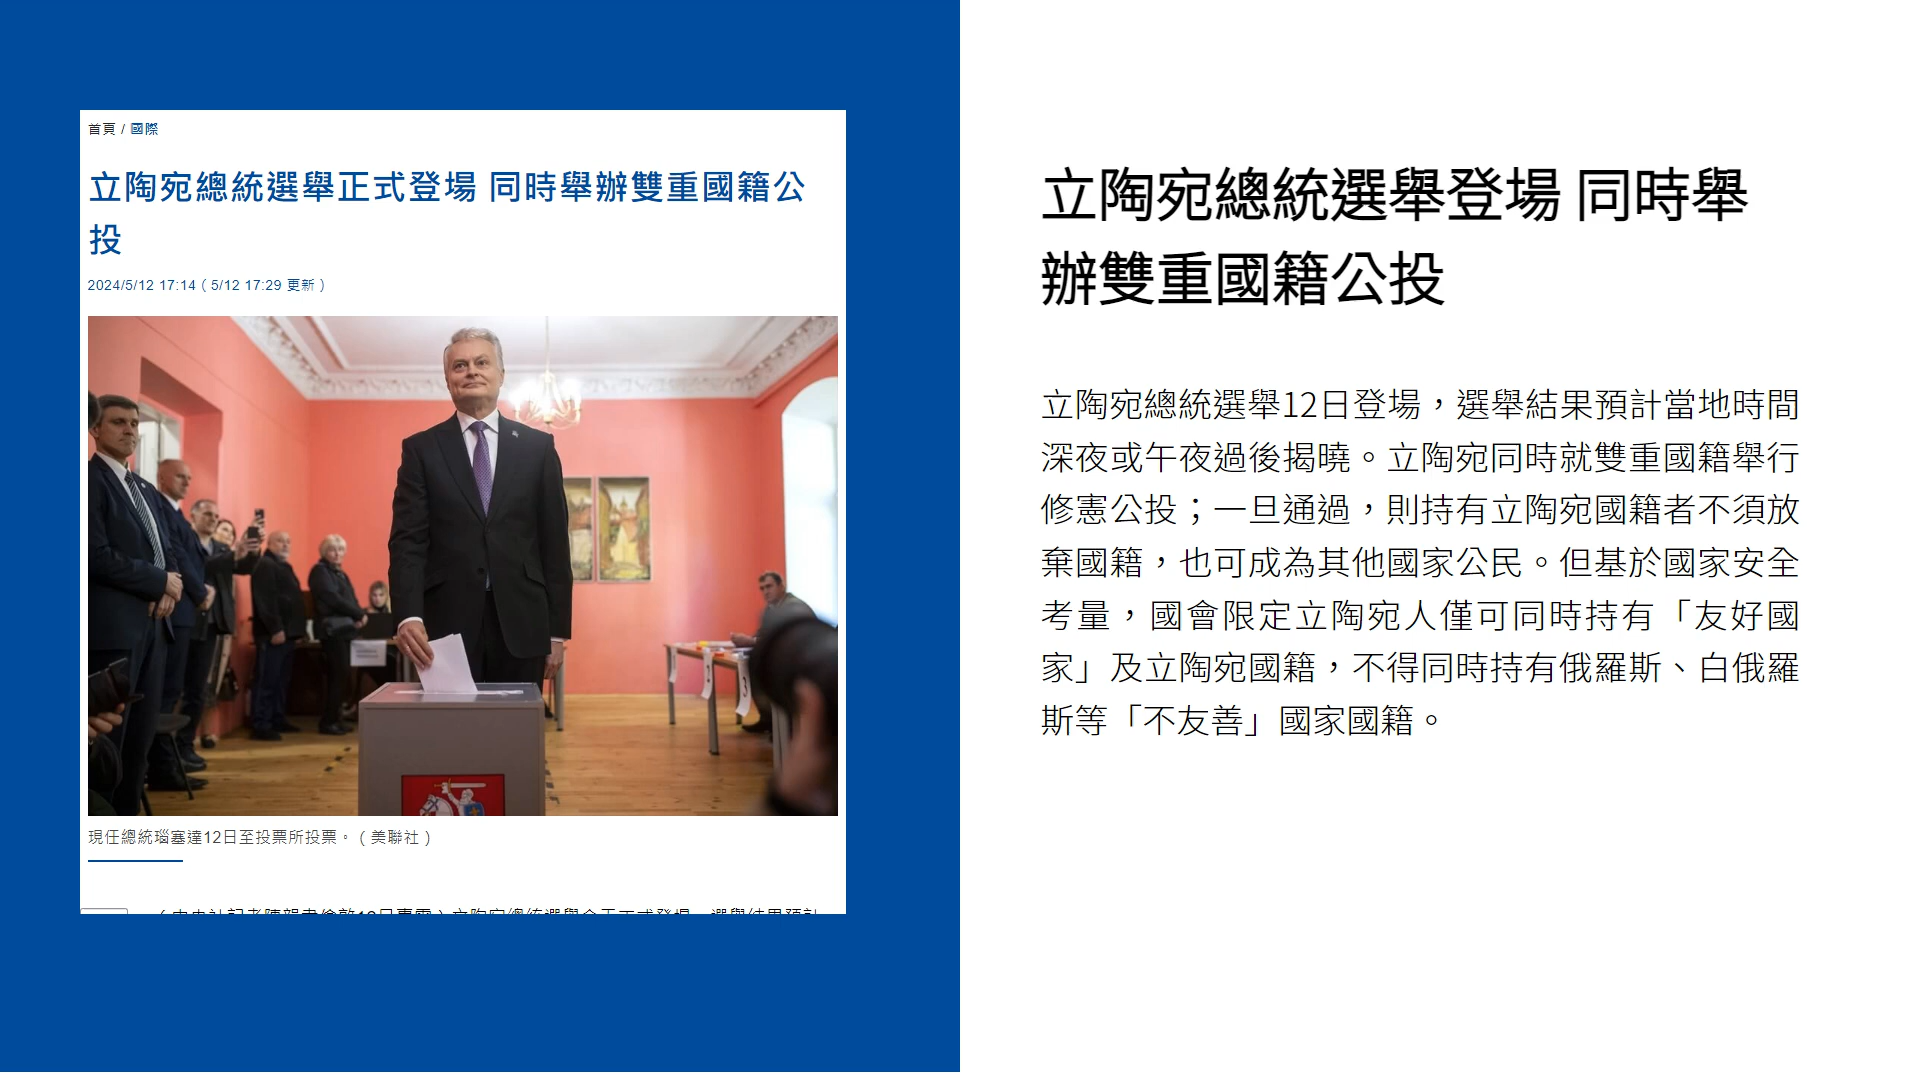 首頁 / 國際
立陶宛總統選舉正式登場 同時舉辦雙重國籍公
投
2024/5/12 17:14（5/12 17:29 更新）
現任總統瑙塞達12日至投票所投票。（美聯社）
立陶宛總統選舉登場 同時舉
辦雙重國籍公投
立陶宛總統選舉12日登場，選舉結果預計當地時間
深夜或午夜過後揭曉。立陶宛同時就雙重國籍舉行
修憲公投；一旦通過，則持有立陶宛國籍者不須放
棄國籍，也可成為其他國家公民。但基於國家安全
考量，國會限定立陶宛人僅可同時持有「友好國
家」及立陶宛國籍，不得同時持有俄羅斯、白俄羅
斯等「不友善」國家國籍。